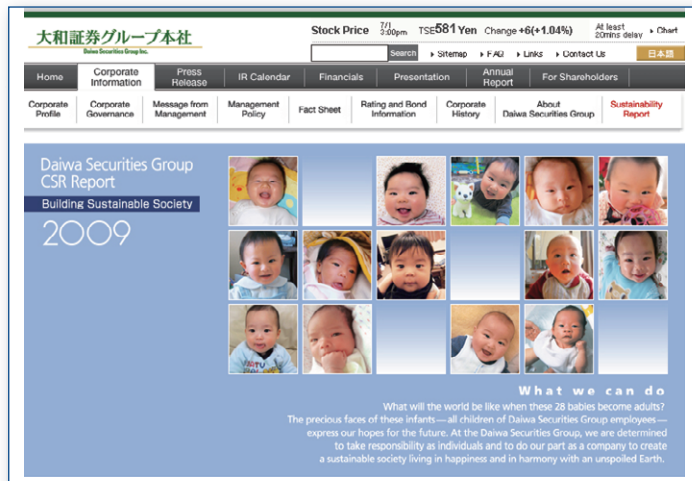 大和証券グループ本社
Daiwa Securities Group Inc.
Stock Price 7/1 3:00pm TSE581Yen Change +6(+1.04%) At least 20mins delay Chart
Search Sitemap FAQ Links Contact Us 日本語
Home Corporate Information Press Release IR Calendar Financials Presentation Annual Report For Shareholders
Corporate Profile Corporate Governance Message from Management Management Policy Fact Sheet Rating and Bond Information Corporate History About Daiwa Securities Group Sustainability Report
Daiwa Securities Group
CSR Report
Building Sustainable Society
2009
What we can do
What will the world be like when these 28 babies become adults?
The precious faces of these infants—all children of Daiwa Securities Group employees—
express our hopes for the future. At the Daiwa Securities Group, we are determined
to take responsibility as individuals and to do our part as a company to create
a sustainable society living in happiness and in harmony with an unspoiled Earth.